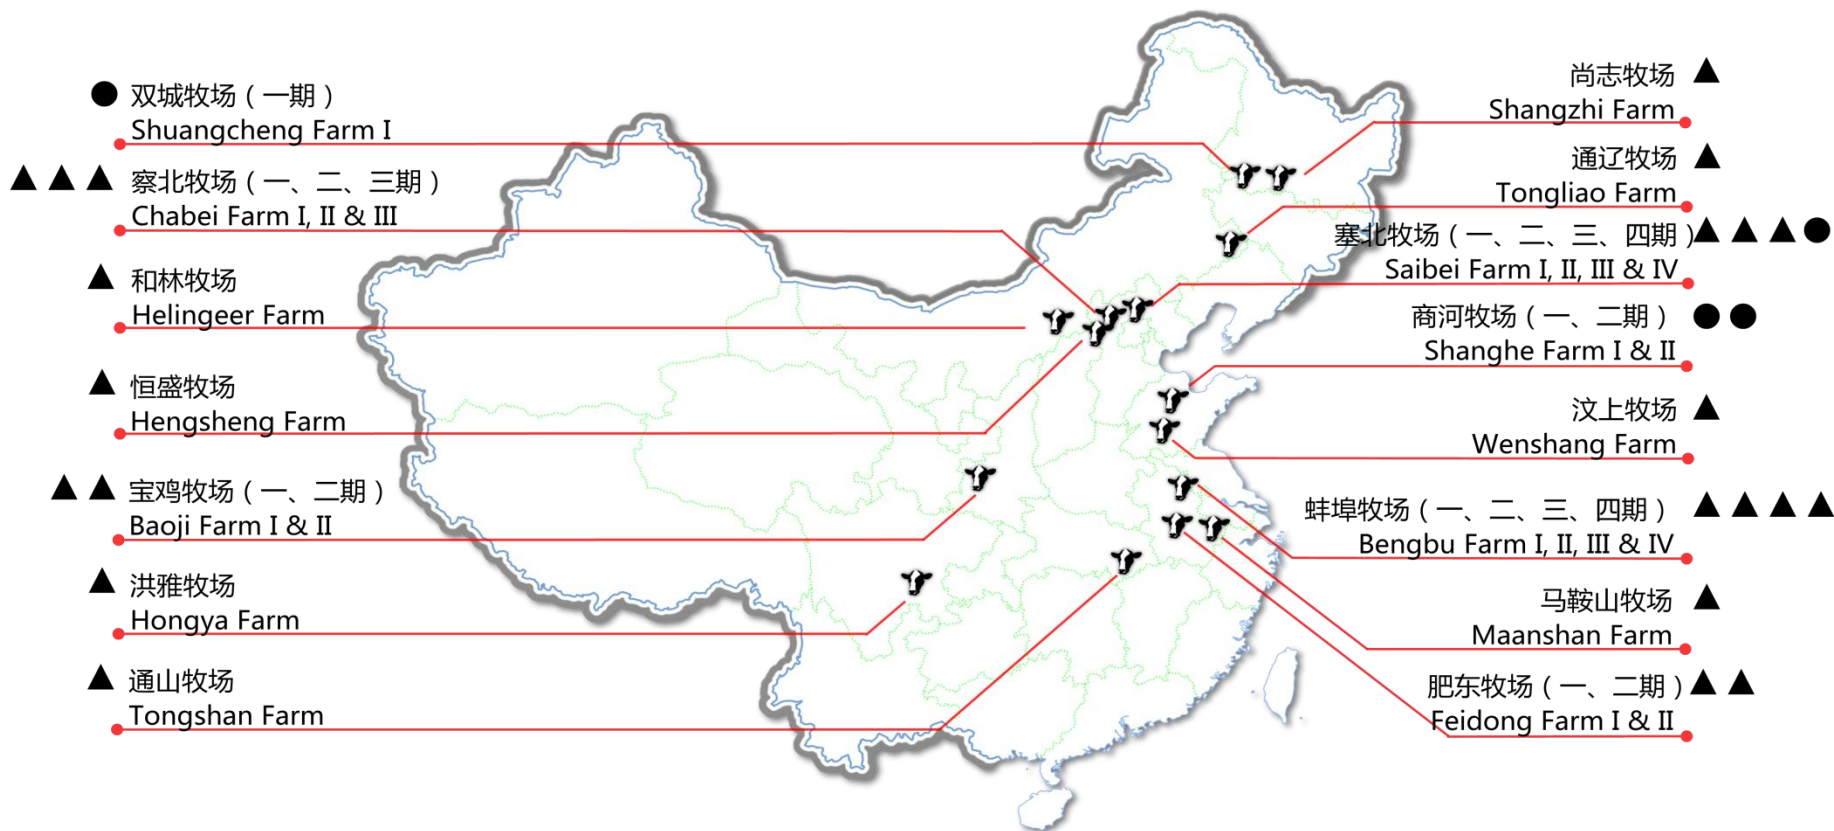 双城牧场（一期）
Shuangcheng Farm I
察北牧场（一、二、三期）
Chabei Farm I, II & III
和林牧场
Helingeer Farm
恒盛牧场
Hengsheng Farm
宝鸡牧场（一、二期）
Baoji Farm I & II
洪雅牧场
Hongya Farm
通山牧场
Tongshan Farm
尚志牧场
Shangzhi Farm
通辽牧场
Tongliao Farm
塞北牧场（一、二、三、四期）
Saibei Farm I, II, III & IV
商河牧场（一、二期）
Shanghe Farm I & II
汶上牧场
Wenshang Farm
蚌埠牧场（一、二、三、四期）
Bengbu Farm I, II, III & IV
马鞍山牧场
Maanshan Farm
肥东牧场（一、二期）
Feidong Farm I & II